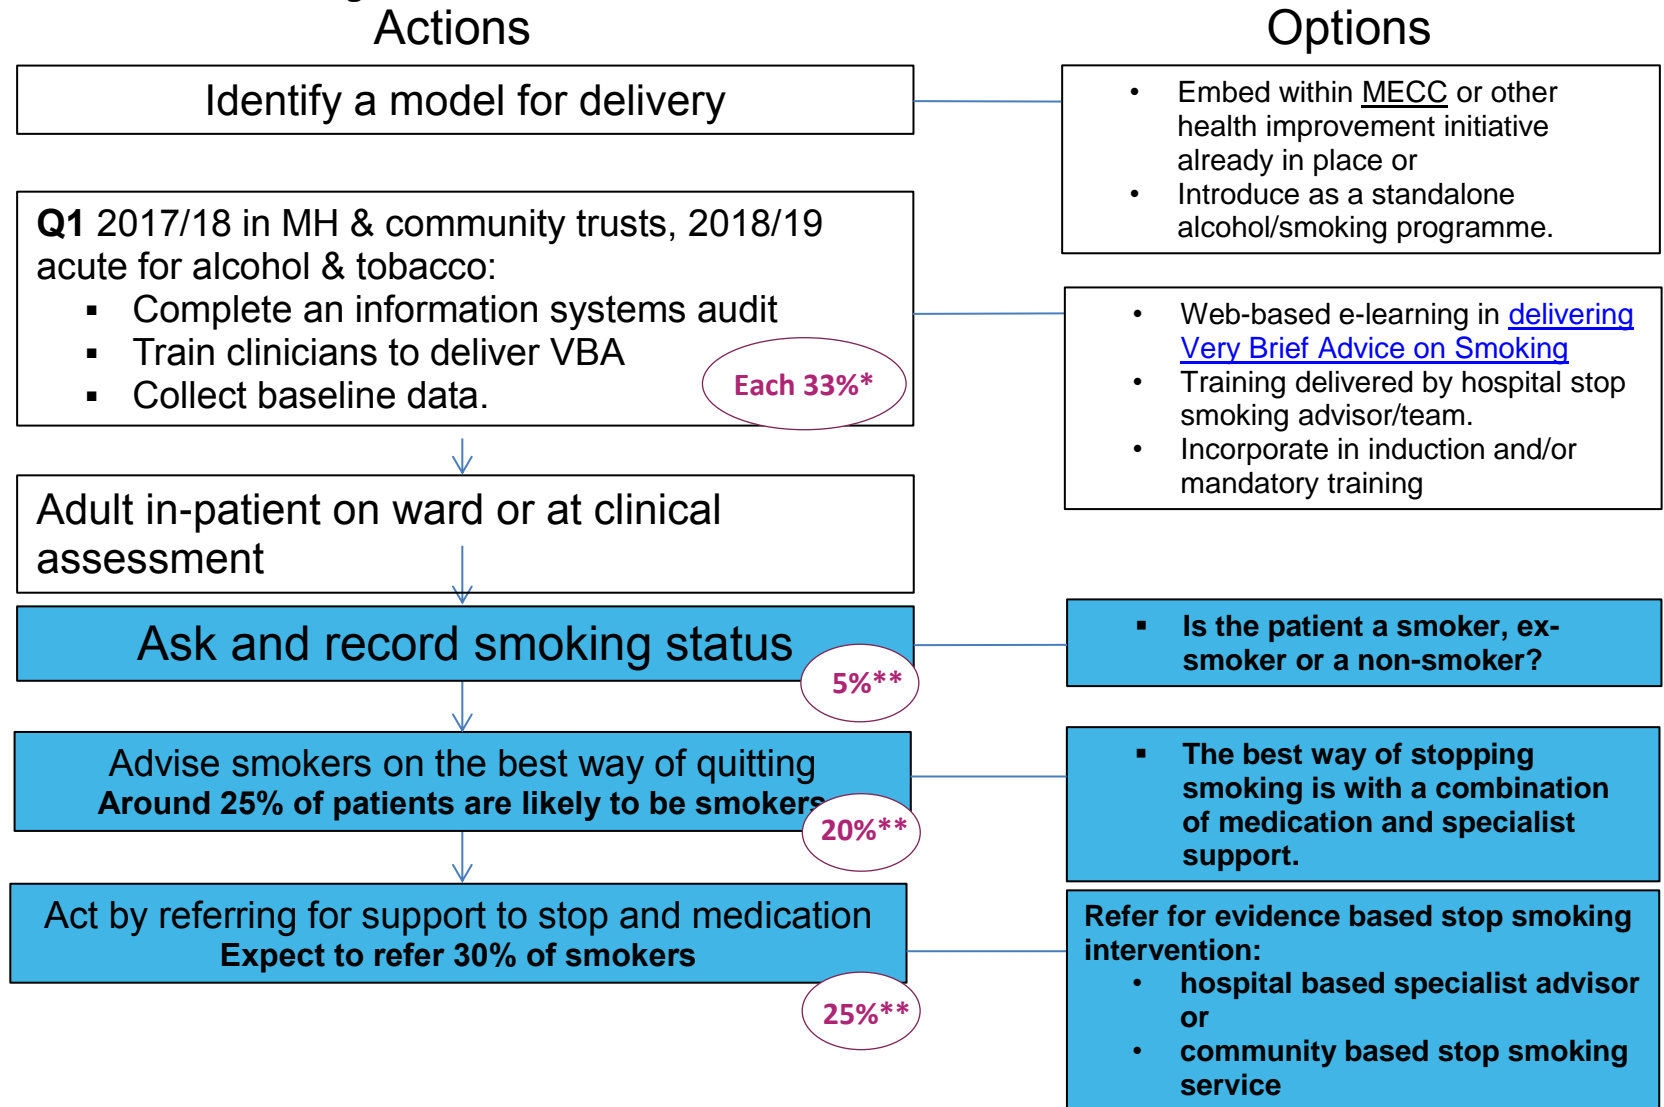 Actions
Options
Identify a model for delivery
• Embed within MECC or other
health improvement initiative
already in place or
• Introduce as a standalone
alcohol/smoking programme.
Q1 2017/18 in MH & community trusts, 2018/19
acute for alcohol & tobacco:
▪ Complete an information systems audit
▪ Train clinicians to deliver VBA
▪ Collect baseline data.
Each 33%*
• Web-based e-learning in delivering
Very Brief Advice on Smoking
• Training delivered by hospital stop
smoking advisor/team.
• Incorporate in induction and/or
mandatory training
Adult in-patient on ward or at clinical
assessment
Ask and record smoking status
5%**
▪ Is the patient a smoker, ex-
smoker or a non-smoker?
Advise smokers on the best way of quitting
Around 25% of patients are likely to be smokers
20%**
▪ The best way of stopping
smoking is with a combination
of medication and specialist
support.
Act by referring for support to stop and medication
Expect to refer 30% of smokers
25%**
Refer for evidence based stop smoking
intervention:
• hospital based specialist advisor
or
• community based stop smoking
service